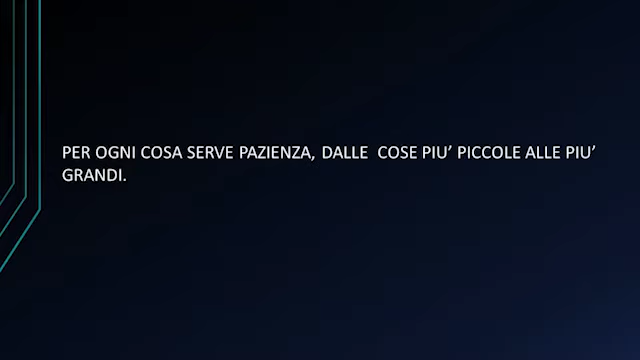 PER OGNI COSA SERVE PAZIENZA, DALLE  COSE PIU’ PICCOLE ALLE PIU’
GRANDI.